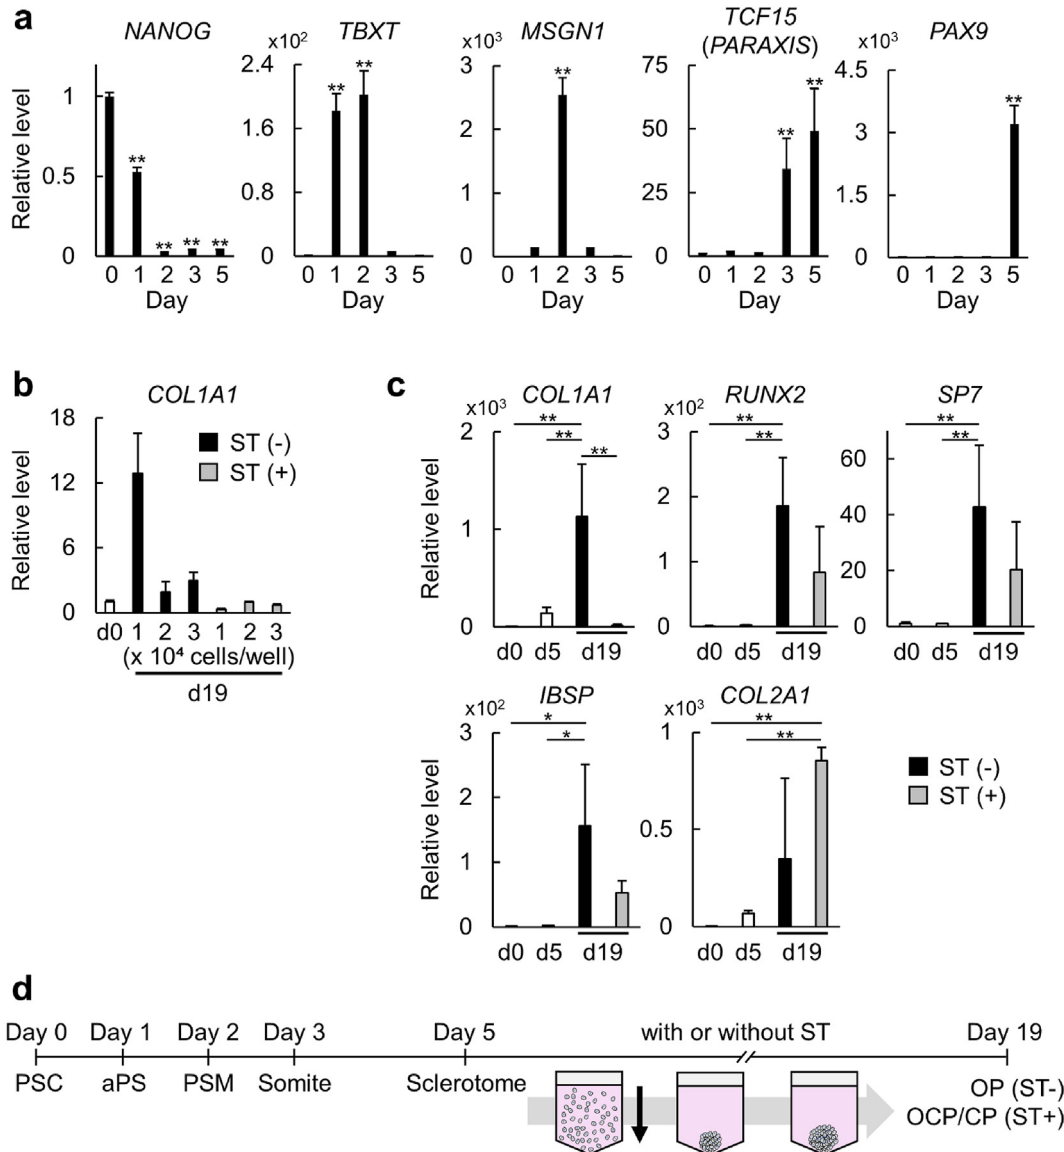 a
NANOG
TBXT
MSGN1
TCF15
(PARAXIS)
PAX9
Relative level
1
0.5
0
**
**
**
**
0 1 2 3 5
Day
x10²
2.4
1.6
0.8
0
**
**
0 1 2 3 5
Day
x10³
3
2
1
0
**
0 1 2 3 5
Day
75
50
25
0
**
**
0 1 2 3 5
Day
x10³
4.5
3
1.5
0
**
0 1 2 3 5
Day
b
COL1A1
Relative level
18
12
6
0
ST (-)
ST (+)
d0 1 2 3 1 2 3
(x 10⁴ cells/well)
d19
c
COL1A1
x10³
Relative level
2
1
0
**
**
**
d0 d5 d19
RUNX2
x10²
3
2
1
0
**
**
d0 d5 d19
SP7
60
40
20
0
**
**
d0 d5 d19
IBSP
x10²
Relative level
3
2
1
0
*
*
d0 d5 d19
COL2A1
x10³
1
0.5
0
**
**
d0 d5 d19
ST (-)
ST (+)
d
Day 0 Day 1 Day 2 Day 3 Day 5 with or without ST Day 19
PSC aPS PSM Somite Sclerotome OP (ST-)
OCP/CP (ST+)